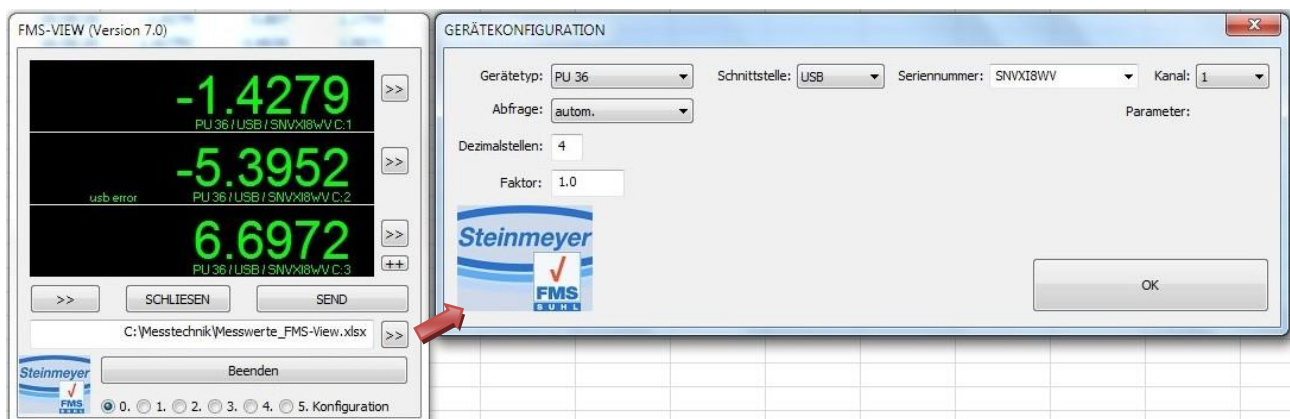 FMS-VIEW (Version 7.0)
-1.4279
>>
PU 36 / USB / SNVXI8WV C:1
-5.3952
>>
usb error
PU 36 / USB / SNVXI8WV C:2
6.6972
>>
PU 36 / USB / SNVXI8WV C:3
++
>> SCHLIESEN SEND
C:\Messtechnik\Messwerte_FMS-View.xlsx >>
Steinmeyer
FMS
SUHL
Beenden
0. 1. 2. 3. 4. 5. Konfiguration
GERÄTEKONFIGURATION
Gerätetyp: PU 36 Schnittstelle: USB Seriennummer: SNVXI8WV Kanal: 1
Abfrage: autom. Parameter:
Dezimalstellen: 4
Faktor: 1.0
Steinmeyer
FMS
SUHL
OK